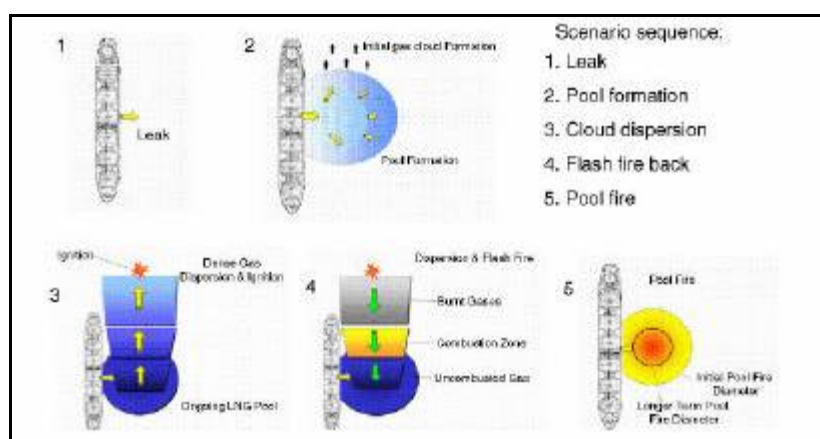 1
Leak
2
Initial gas cloud Formation
Pool Formation
Scenario sequence:
1. Leak
2. Pool formation
3. Cloud dispersion
4. Flash fire back
5. Pool fire
3
Ignition
Dense Gas
Dispersion & Ignition
Ongoing LNG Pool
4
Dispersion & Flash Fire
Burnt Gases
Combustion Zone
Uncombusted Gas
5
Pool Fire
Initial Pool Fire
Diameter
Longer Term Pool
Fire Diameter